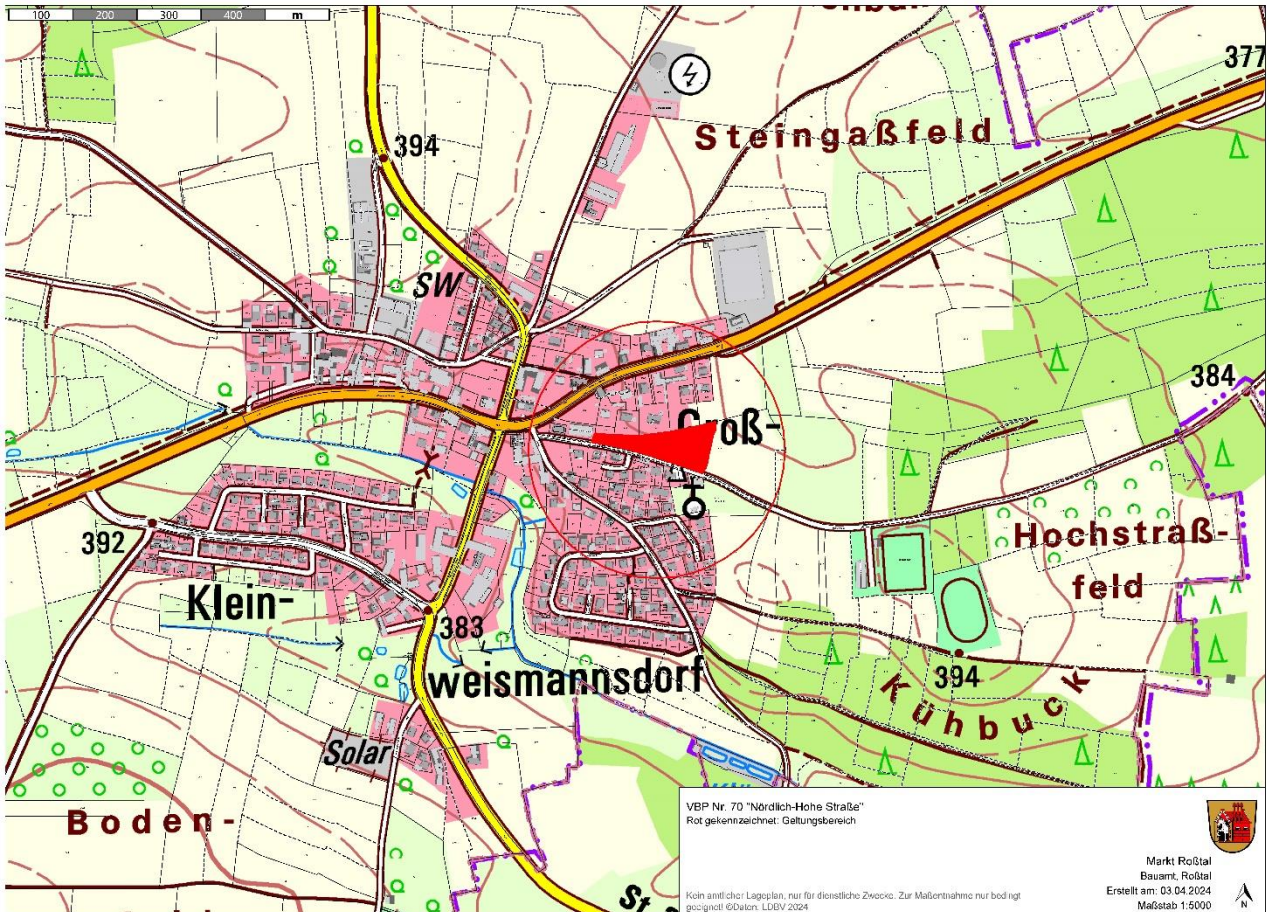 100 200 300 400 m
377
Steingaßfeld
394
SW
Groß-
384
392
Hochstraß-
feld
Klein-
383
weismannsdorf
394
Kühbuck
Solar
Boden-
VBP Nr. 70 "Nördlich-Hohe Straße"
Rot gekennzeichnet: Geltungsbereich
Markt Roßtal
Bauamt, Roßtal
Erstellt am: 03.04.2024
Maßstab 1:5000
Kein amtlicher Lageplan, nur für dienstliche Zwecke. Zur Maßentnahme nur bedingt
geeignet! ©Daten: LDBV 2024
N
St